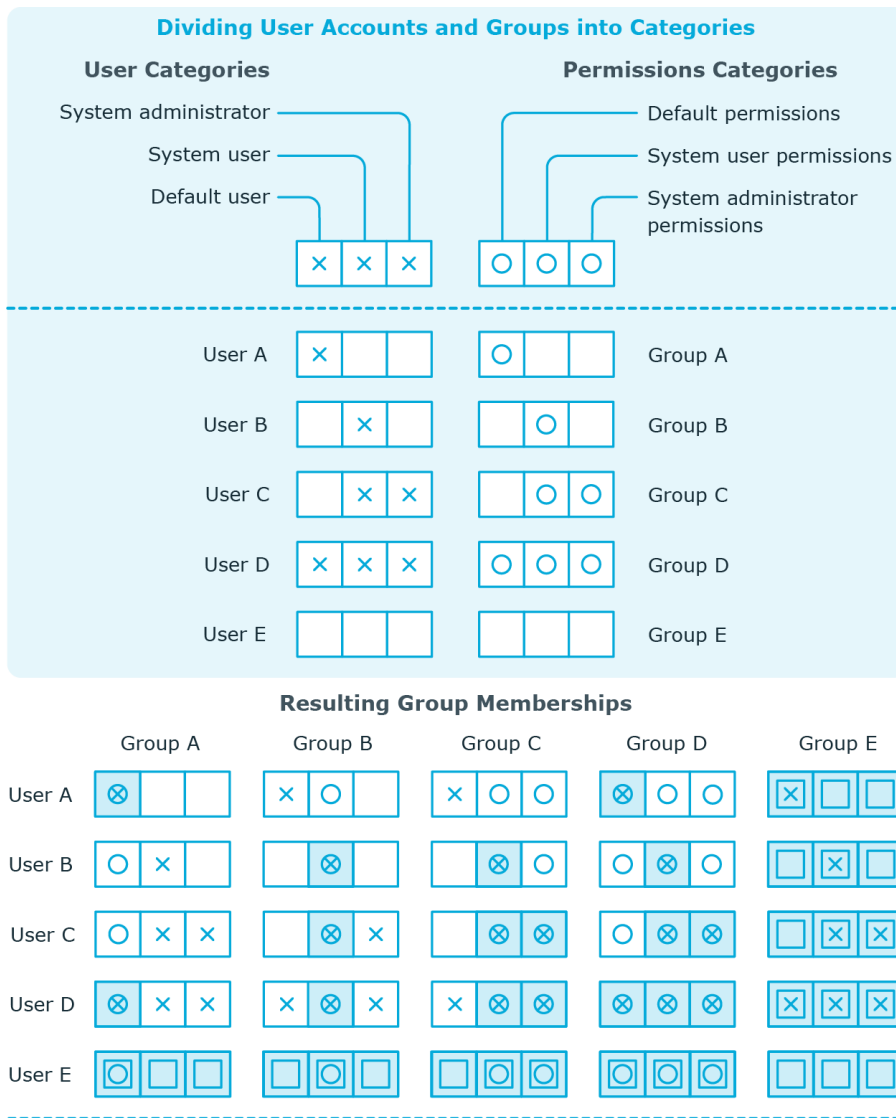 Dividing User Accounts and Groups into Categories
User Categories
Permissions Categories
System administrator
Default permissions
System user
System user permissions
Default user
System administrator
permissions
User A
Group A
User B
Group B
User C
Group C
User D
Group D
User E
Group E
Resulting Group Memberships
Group A
Group B
Group C
Group D
Group E
User A
User B
User C
User D
User E